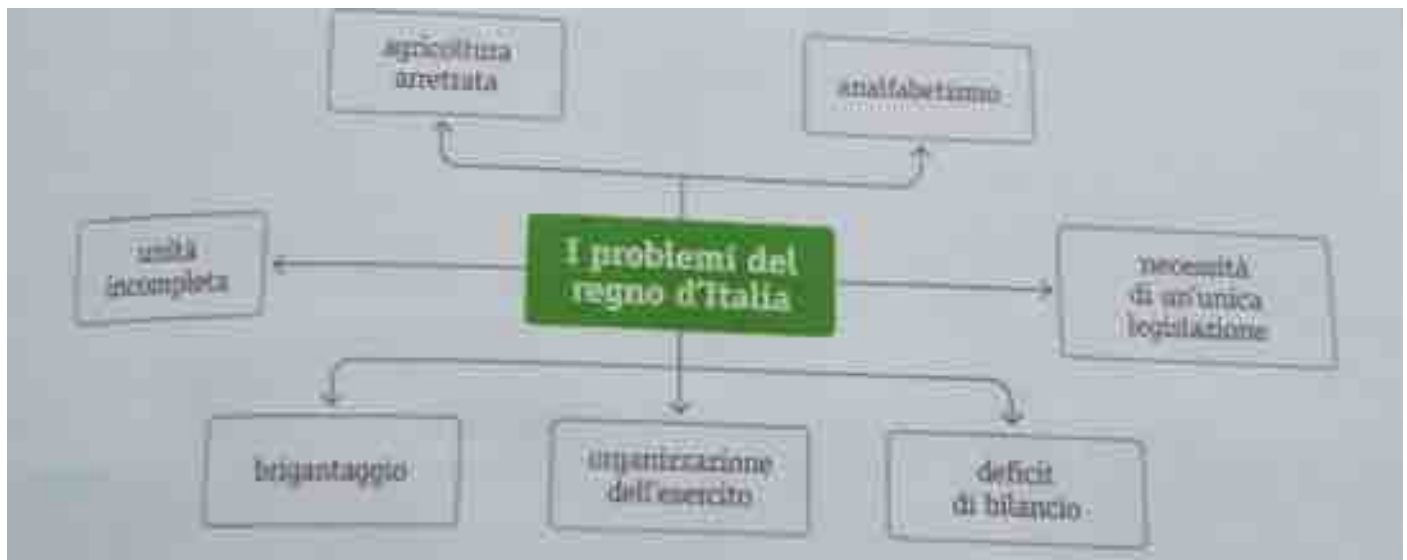 agricoltura
arretrata
analfabetismo
unità
incompleta
I problemi del
regno d'Italia
necessità
di un'unica
legislazione
brigantaggio
organizzazione
dell'esercito
deficit
di bilancio